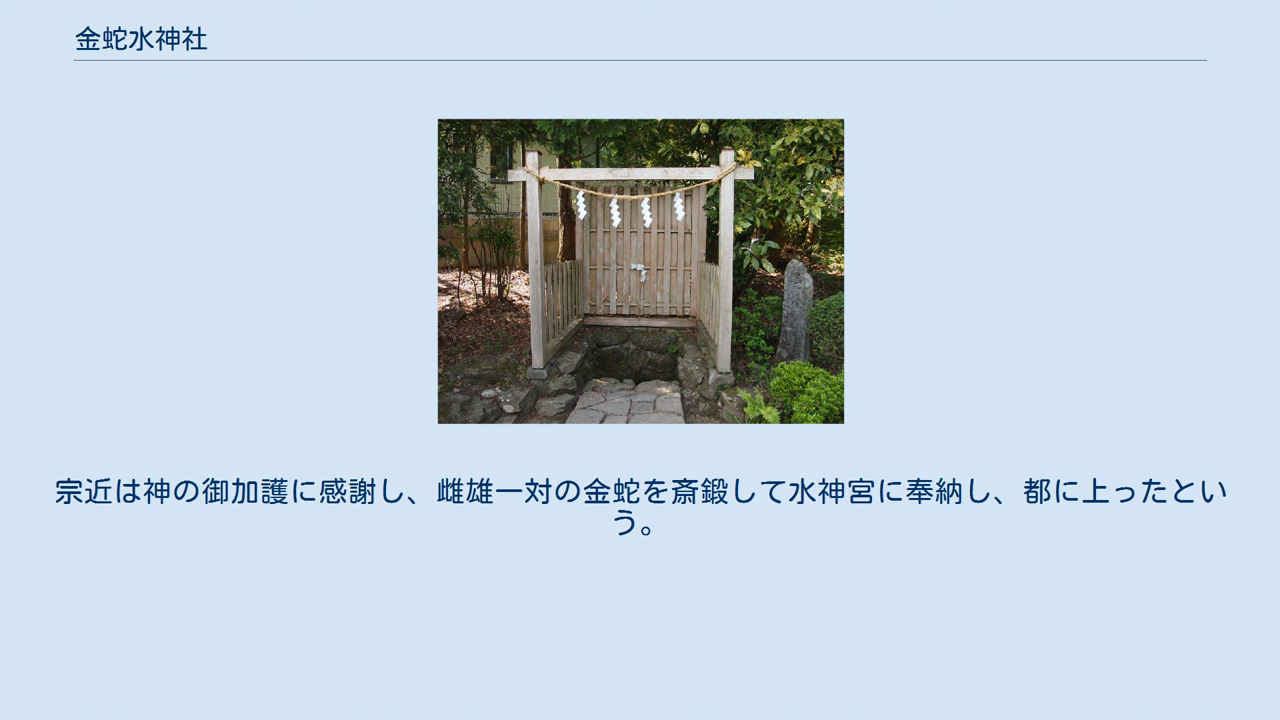 金蛇水神社
宗近は神の御加護に感謝し、雌雄一対の金蛇を斎鍛して水神宮に奉納し、都に上ったとい
う。